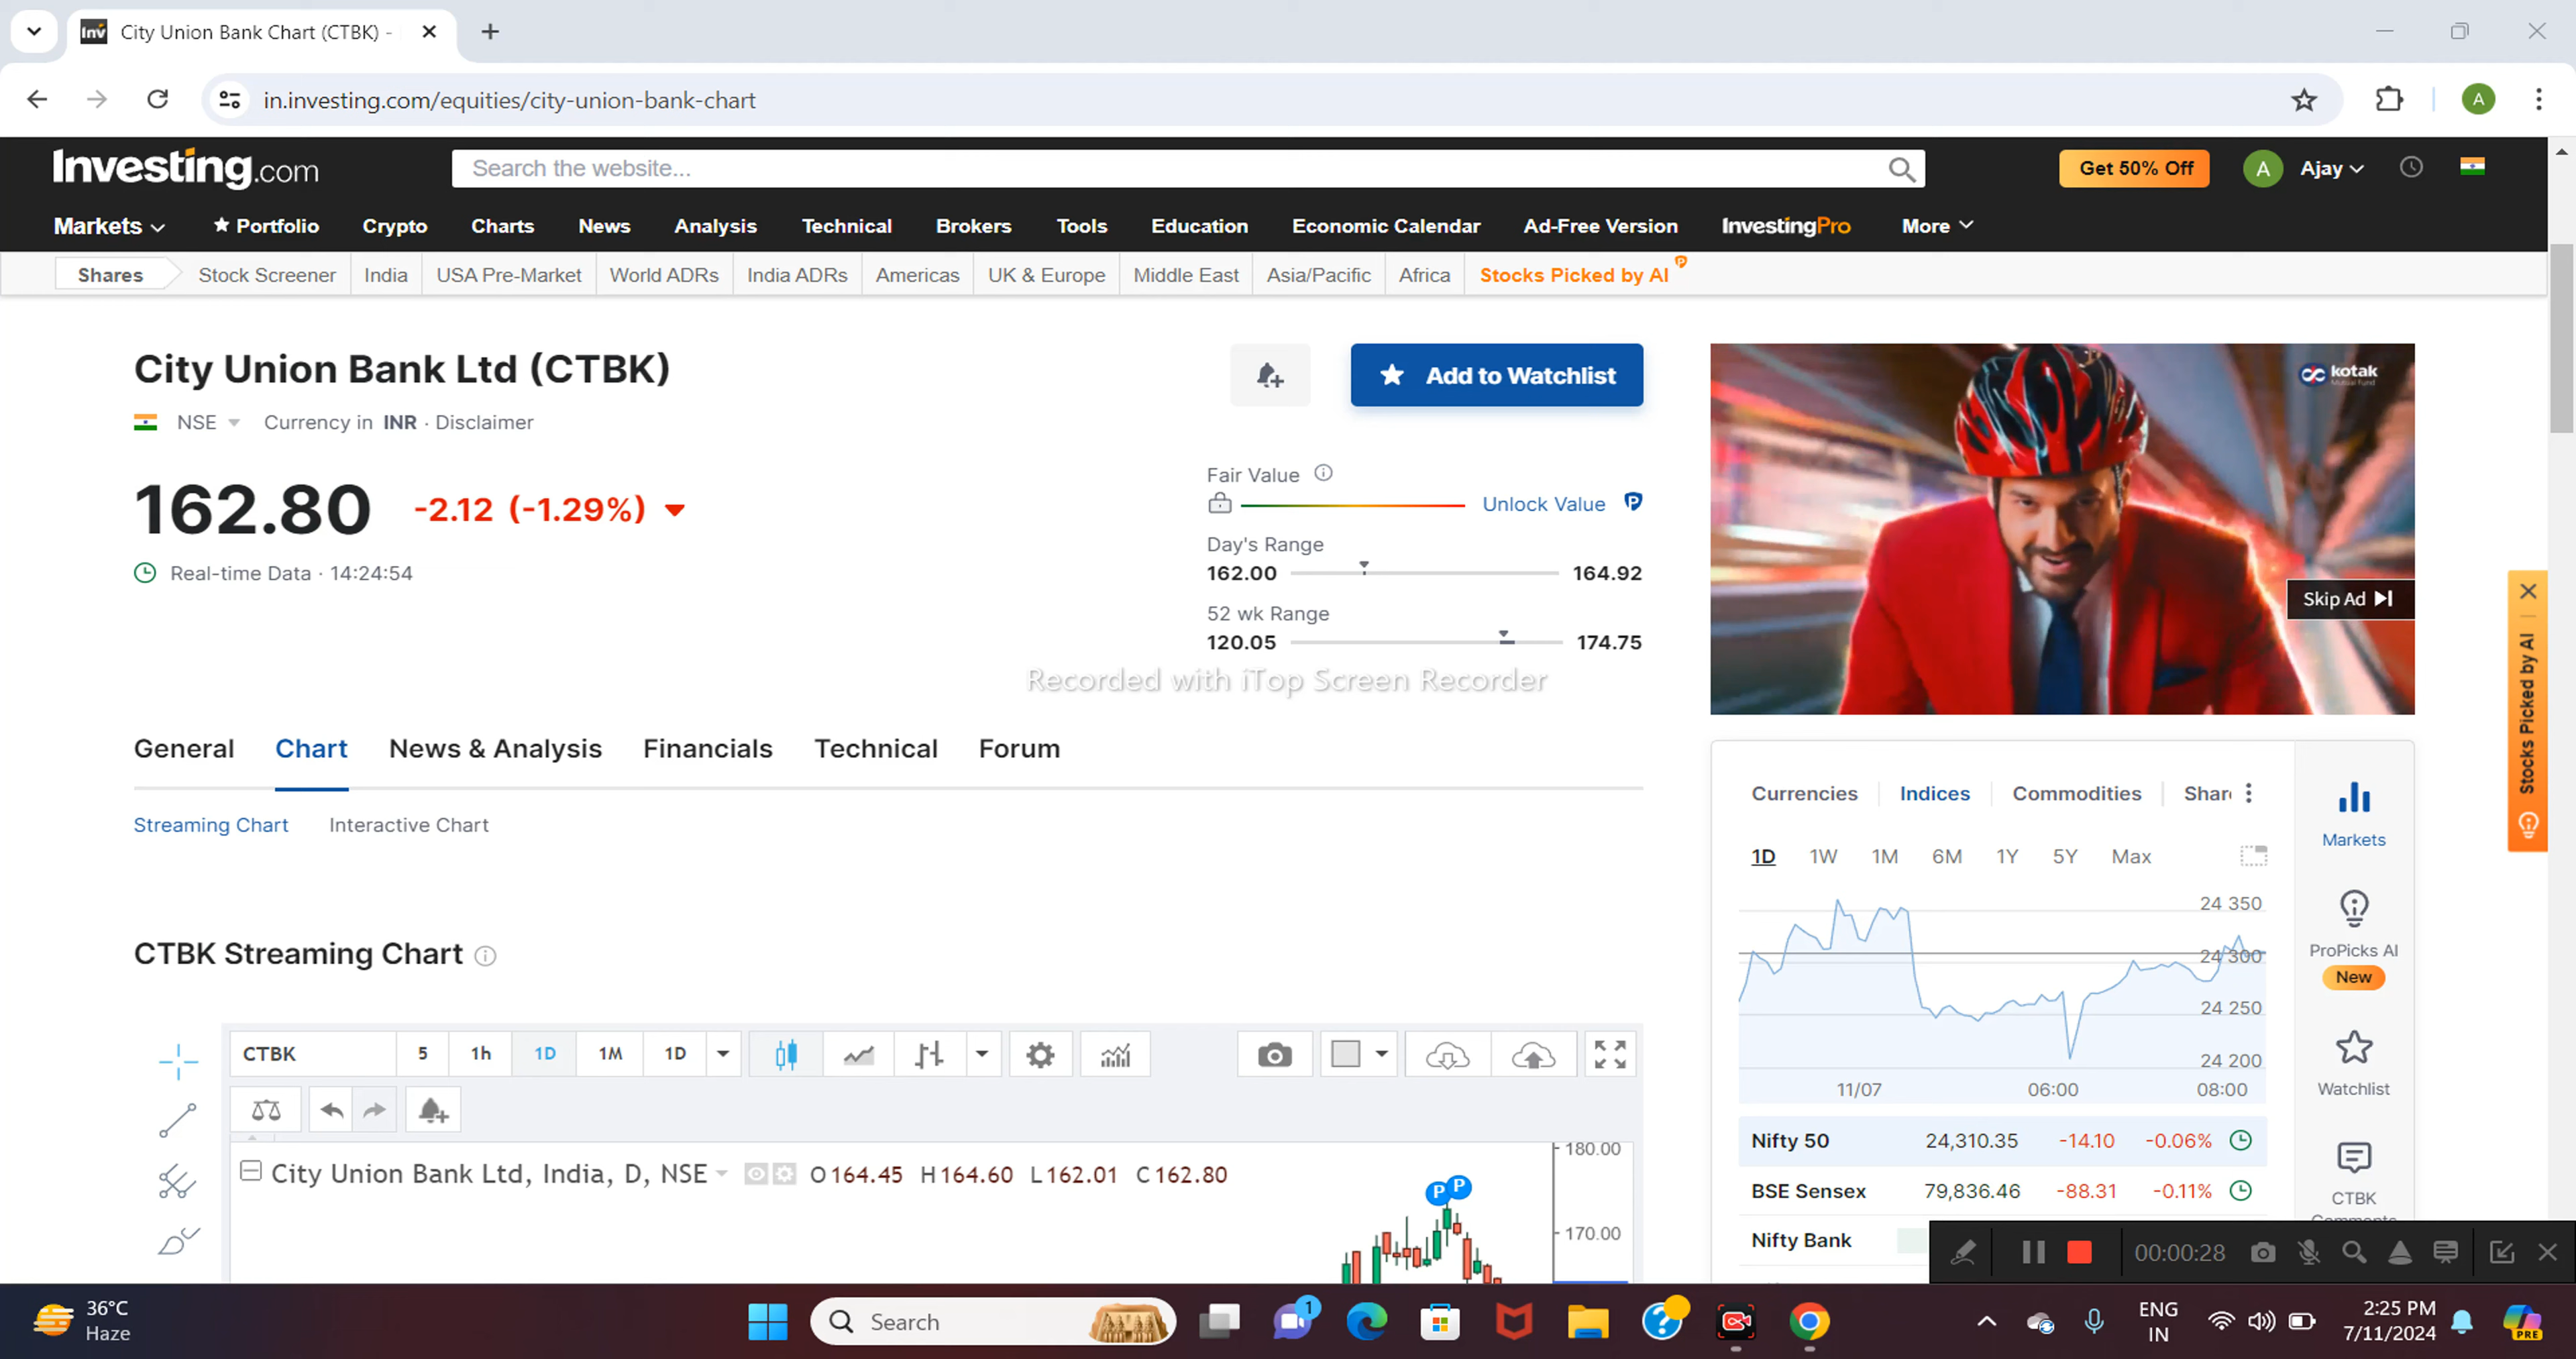 City Union Bank Chart (CTBK) -
in.investing.com/equities/city-union-bank-chart
A
Investing.com
Search the website...
Get 50% Off
A
Ajay
Markets
Portfolio
Crypto
Charts
News
Analysis
Technical
Brokers
Tools
Education
Economic Calendar
Ad-Free Version
InvestingPro
More
Shares
Stock Screener
India
USA Pre-Market
World ADRs
India ADRs
Americas
UK & Europe
Middle East
Asia/Pacific
Africa
Stocks Picked by AI
City Union Bank Ltd (CTBK)
Add to Watchlist
NSE
Currency in INR · Disclaimer
162.80 -2.12 (-1.29%)
Real-time Data · 14:24:54
Fair Value
Unlock Value
Day's Range
162.00 164.92
52 wk Range
120.05 174.75
Recorded with iTop Screen Recorder
kotak
Mutual Fund
Skip Ad
Stocks Picked by AI
General
Chart
News & Analysis
Financials
Technical
Forum
Streaming Chart
Interactive Chart
CTBK Streaming Chart
CTBK 5 1h 1D 1M 1D
City Union Bank Ltd, India, D, NSE O164.45 H164.60 L162.01 C162.80
P P
180.00
170.00
Currencies
Indices
Commodities
1D 1W 1M 6M 1Y 5Y Max
24 350
24 300
24 250
24 200
11/07 06:00 08:00
Nifty 50 24,310.35 -14.10 -0.06%
BSE Sensex 79,836.46 -88.31 -0.11%
Nifty Bank
Markets
ProPicks AI
New
Watchlist
CTBK
00:00:28
36°C
Haze
Search
1
ENG
IN
2:25 PM
7/11/2024
PRE